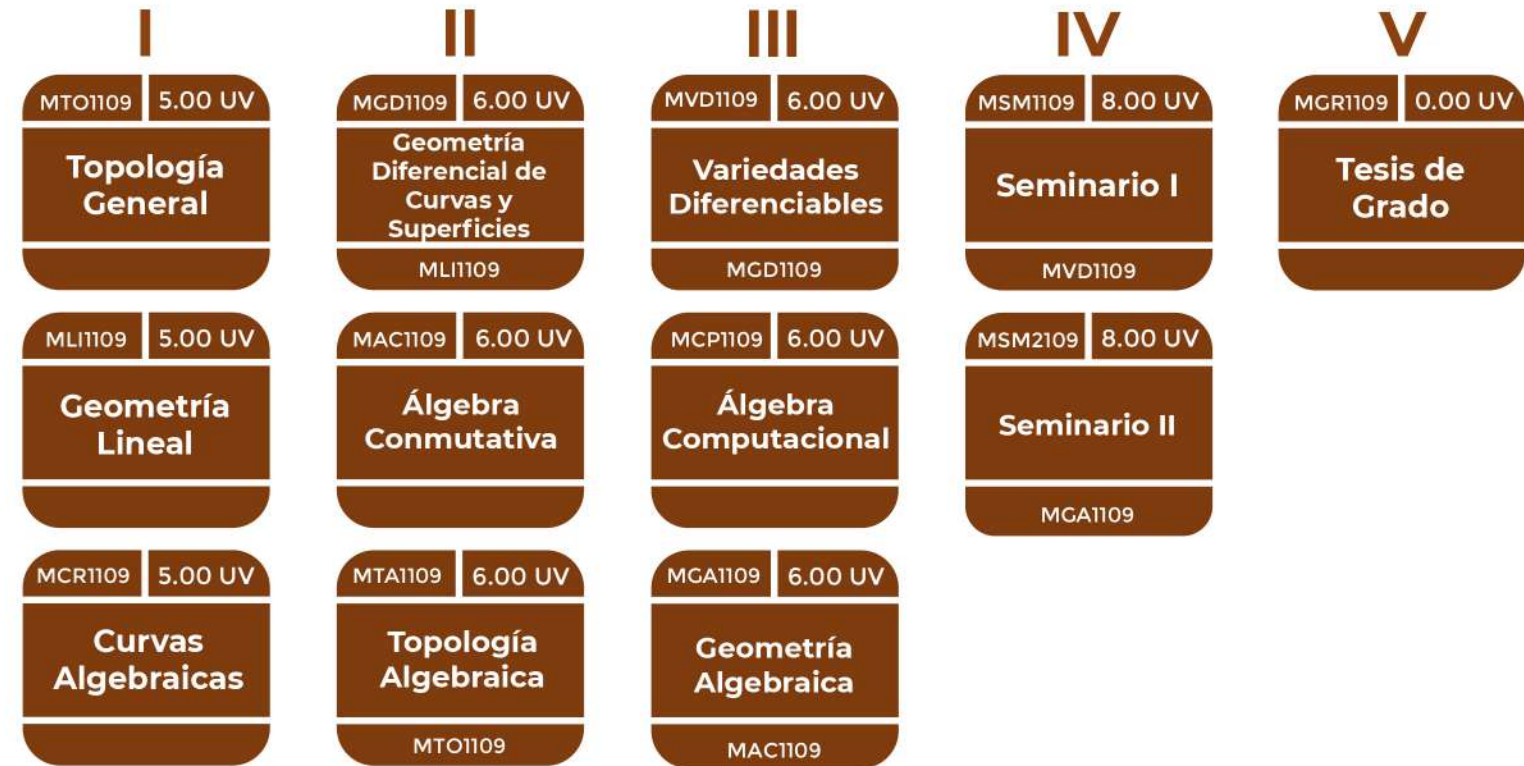 I
MTO1109 5.00 UV
Topología
General
MLI1109 5.00 UV
Geometría
Lineal
MCR1109 5.00 UV
Curvas
Algebraicas
II
MGD1109 6.00 UV
Geometría
Diferencial de
Curvas y
Superficies
MLI1109
MAC1109 6.00 UV
Álgebra
Conmutativa
MTA1109 6.00 UV
Topología
Algebraica
MTO1109
III
MVD1109 6.00 UV
Variedades
Diferenciables
MGD1109
MCP1109 6.00 UV
Álgebra
Computacional
MGA1109 6.00 UV
Geometría
Algebraica
MAC1109
IV
MSM1109 8.00 UV
Seminario I
MVD1109
MSM2109 8.00 UV
Seminario II
MGA1109
V
MGR1109 0.00 UV
Tesis de
Grado